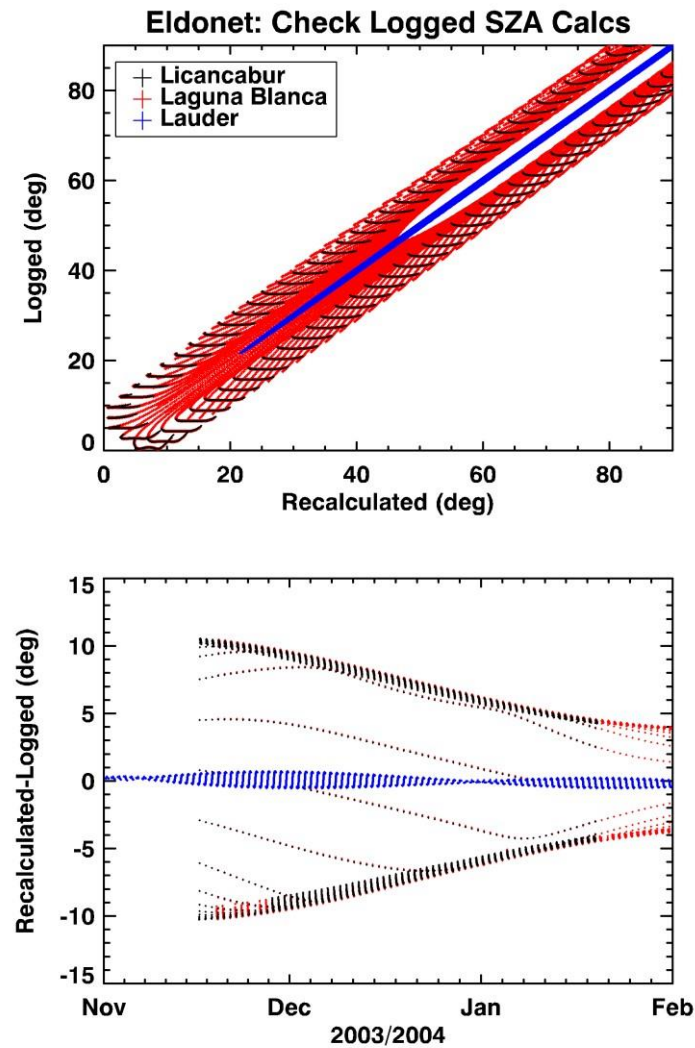 Eldonet: Check Logged SZA Calcs
Licancabur
Laguna Blanca
Lauder
Logged (deg)
80
60
40
20
0
0 20 40 60 80
Recalculated (deg)
Recalculated-Logged (deg)
15
10
5
0
-5
-10
-15
Nov Dec Jan Feb
2003/2004